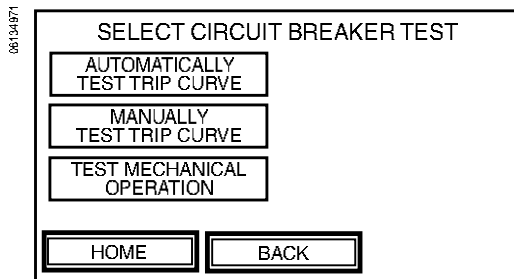 06134971
SELECT CIRCUIT BREAKER TEST
AUTOMATICALLY
TEST TRIP CURVE
MANUALLY
TEST TRIP CURVE
TEST MECHANICAL
OPERATION
HOME
BACK